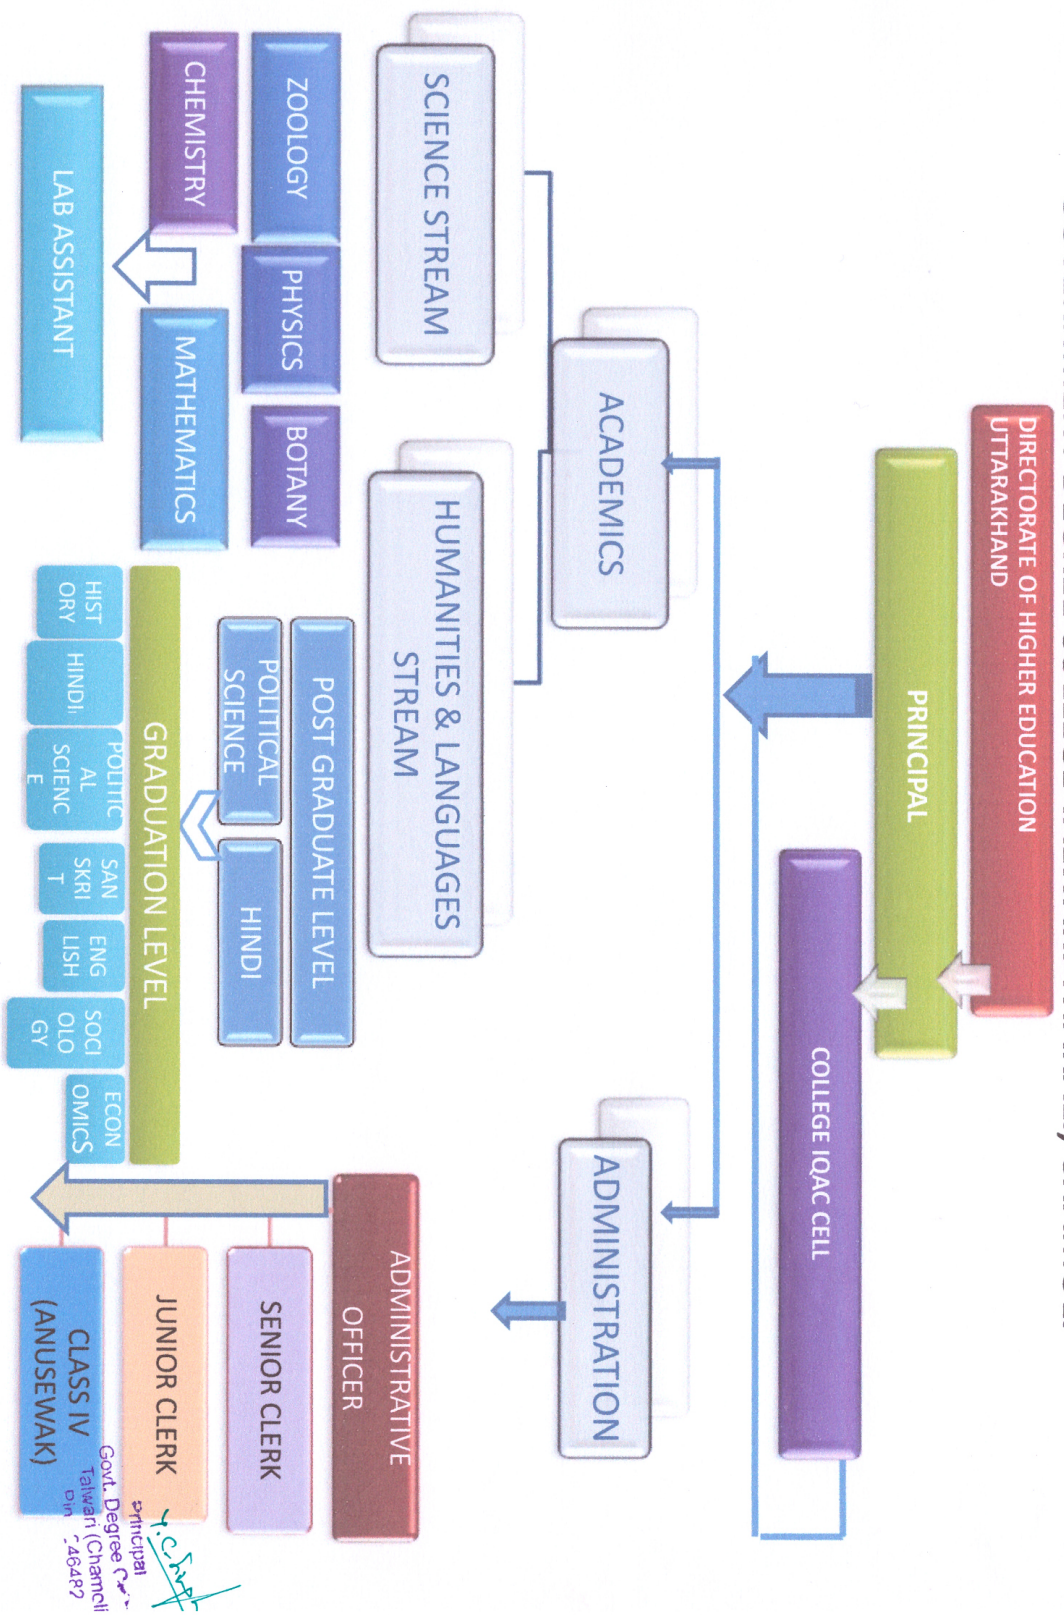 DIRECTORATE OF HIGHER EDUCATION
UTTARAKHAND
PRINCIPAL
COLLEGE IQAC CELL
ACADEMICS
ADMINISTRATION
SCIENCE STREAM
HUMANITIES & LANGUAGES
STREAM
ZOOLOGY
PHYSICS
BOTANY
CHEMISTRY
MATHEMATICS
LAB ASSISTANT
POST GRADUATE LEVEL
POLITICAL
SCIENCE
HINDI
GRADUATION LEVEL
HIST
ORY
HINDI
POLITIC
AL
SCIENC
E
SAN
SKRI
T
ENG
LISH
SOCI
OLO
GY
ECON
OMICS
ADMINISTRATIVE
OFFICER
SENIOR CLERK
JUNIOR CLERK
CLASS IV
(ANUSEWAK)
Principal
Govt. Degree
Talwari (Chamoli
Pin